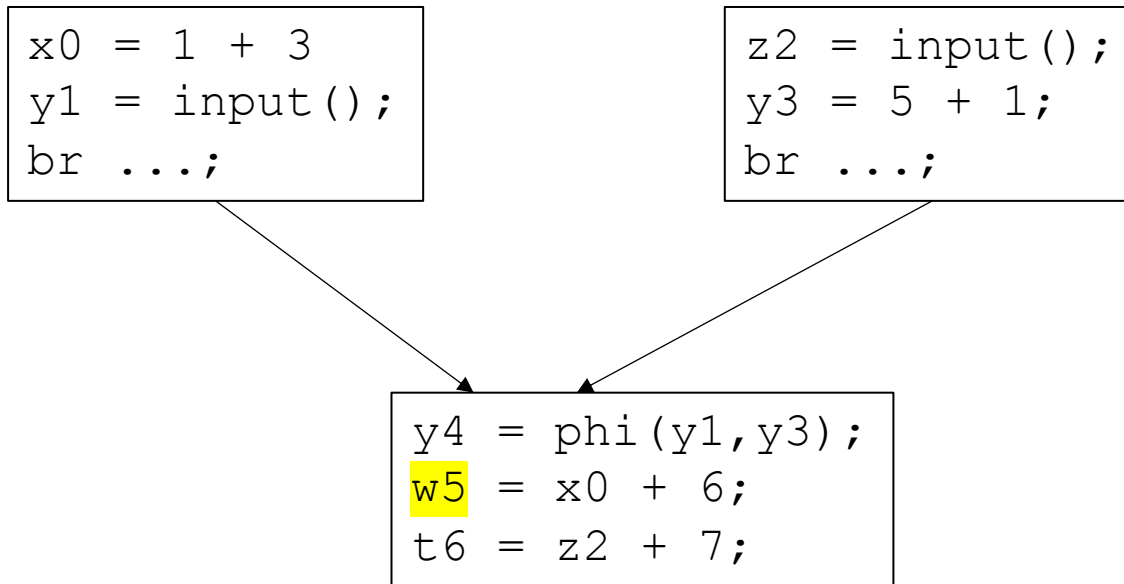 x0 = 1 + 3
y1 = input();
br ...;
z2 = input();
y3 = 5 + 1;
br ...;
y4 = phi(y1,y3);
w5 = x0 + 6;
t6 = z2 + 7;